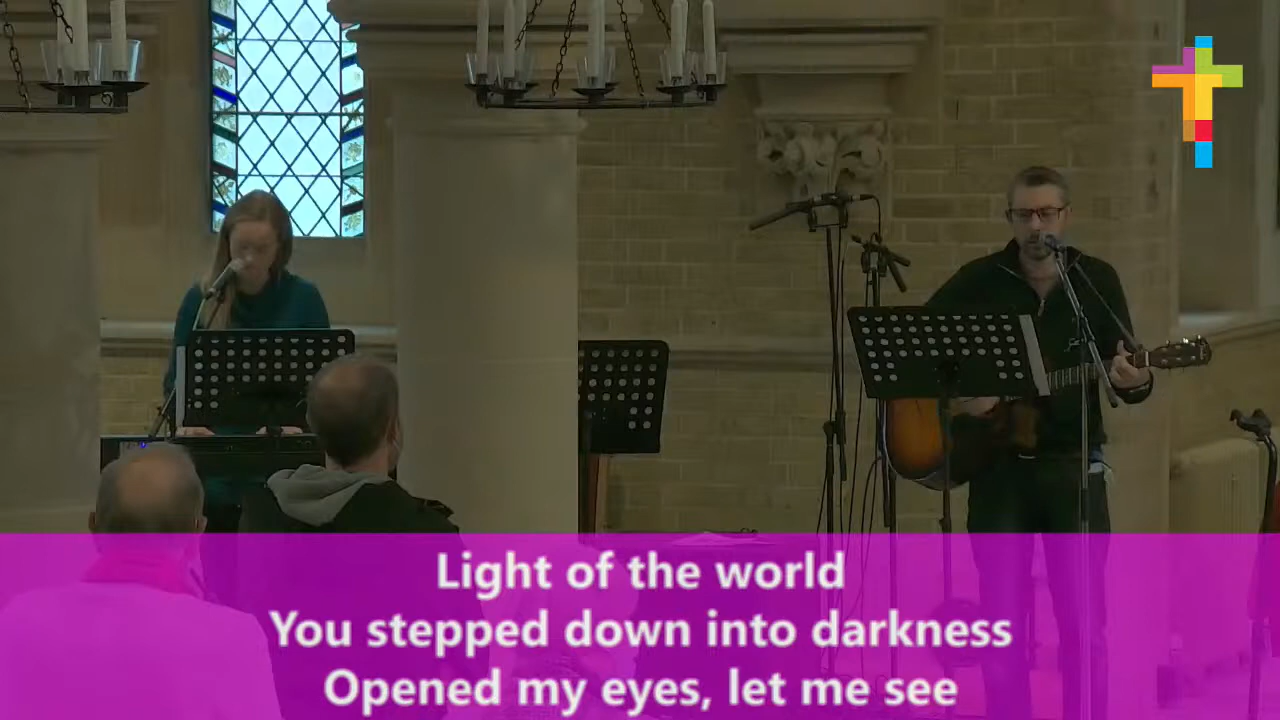 Light of the world
You stepped down into darkness
Opened my eyes, let me see